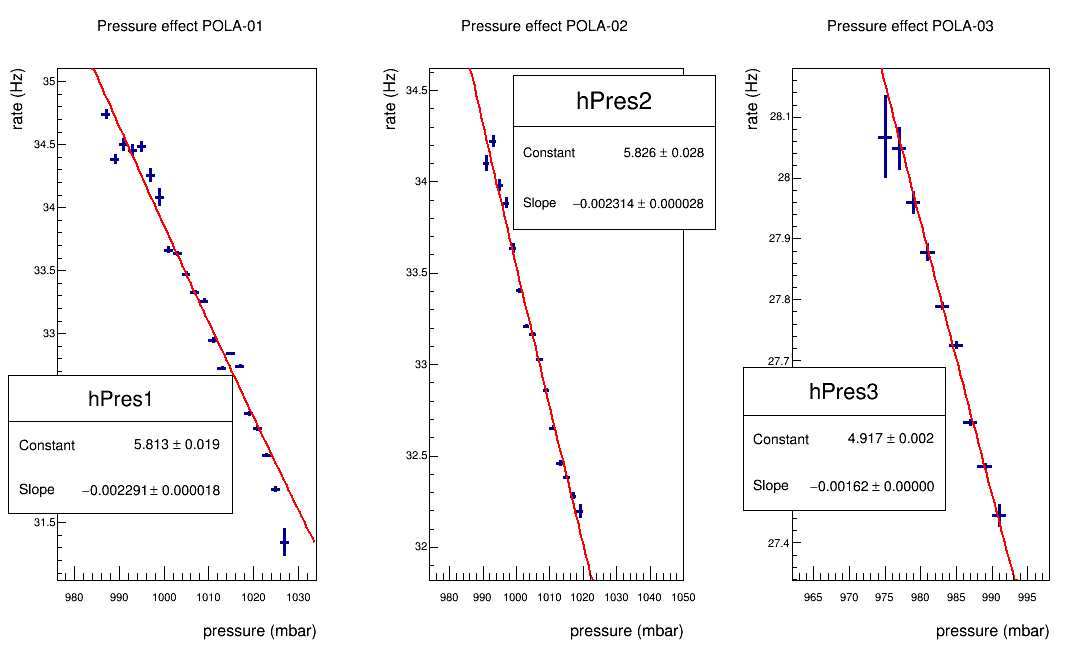 Pressure effect POLA-01
rate (Hz)
35
34.5
34
33.5
33
31.5
hPres1
Constant 5.813 ± 0.019
Slope −0.002291 ± 0.000018
980 990 1000 1010 1020 1030
pressure (mbar)
Pressure effect POLA-02
rate (Hz)
34.5
34
33.5
33
32.5
32
hPres2
Constant 5.826 ± 0.028
Slope −0.002314 ± 0.000028
980 990 1000 1010 1020 1030 1040 1050
pressure (mbar)
Pressure effect POLA-03
rate (Hz)
28.1
28
27.9
27.8
27.7
27.4
hPres3
Constant 4.917 ± 0.002
Slope −0.00162 ± 0.00000
965 970 975 980 985 990 995
pressure (mbar)